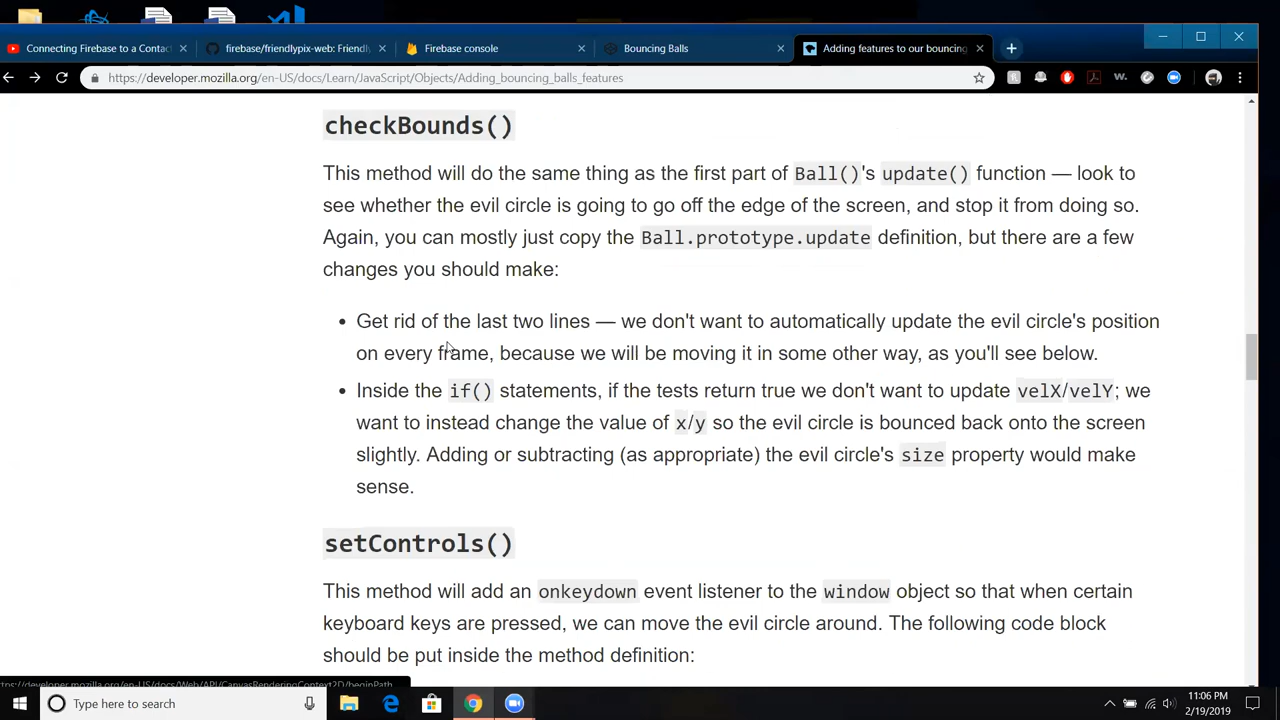 Connecting Firebase to a Contac
firebase/friendlypix-web: Friendl
Firebase console
Bouncing Balls
Adding features to our bouncing
https://developer.mozilla.org/en-US/docs/Learn/JavaScript/Objects/Adding_bouncing_balls_features
checkBounds()
This method will do the same thing as the first part of Ball()'s update() function — look to
see whether the evil circle is going to go off the edge of the screen, and stop it from doing so.
Again, you can mostly just copy the Ball.prototype.update definition, but there are a few
changes you should make:
• Get rid of the last two lines — we don't want to automatically update the evil circle's position
on every frame, because we will be moving it in some other way, as you'll see below.
• Inside the if() statements, if the tests return true we don't want to update velX/velY; we
want to instead change the value of x/y so the evil circle is bounced back onto the screen
slightly. Adding or subtracting (as appropriate) the evil circle's size property would make
sense.
setControls()
This method will add an onkeydown event listener to the window object so that when certain
keyboard keys are pressed, we can move the evil circle around. The following code block
should be put inside the method definition:
ttps://developer.mozilla.org/en-US/docs/Web/API/CanvasRenderingContext2D/beginPath
Type here to search
11:06 PM
2/19/2019